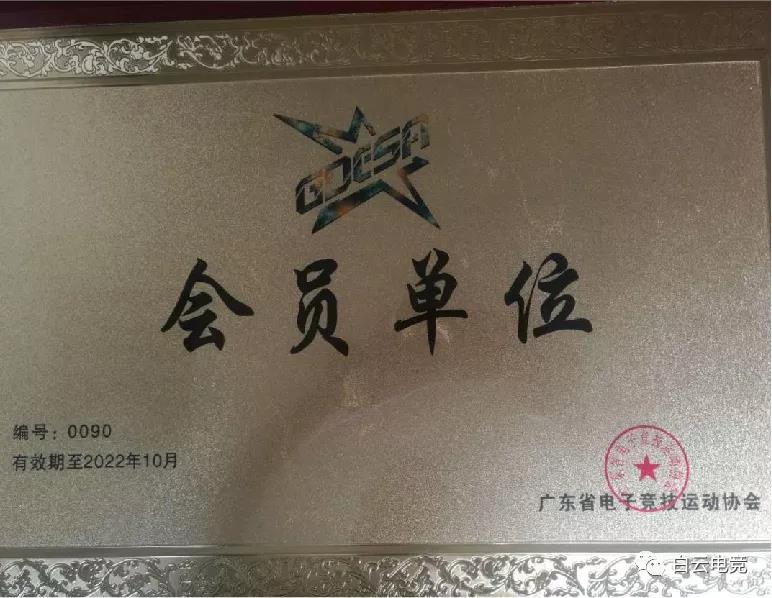 GDESA
会员单位
编号：0090
有效期至2022年10月
广东省电子竞技运动协会
白云电竞